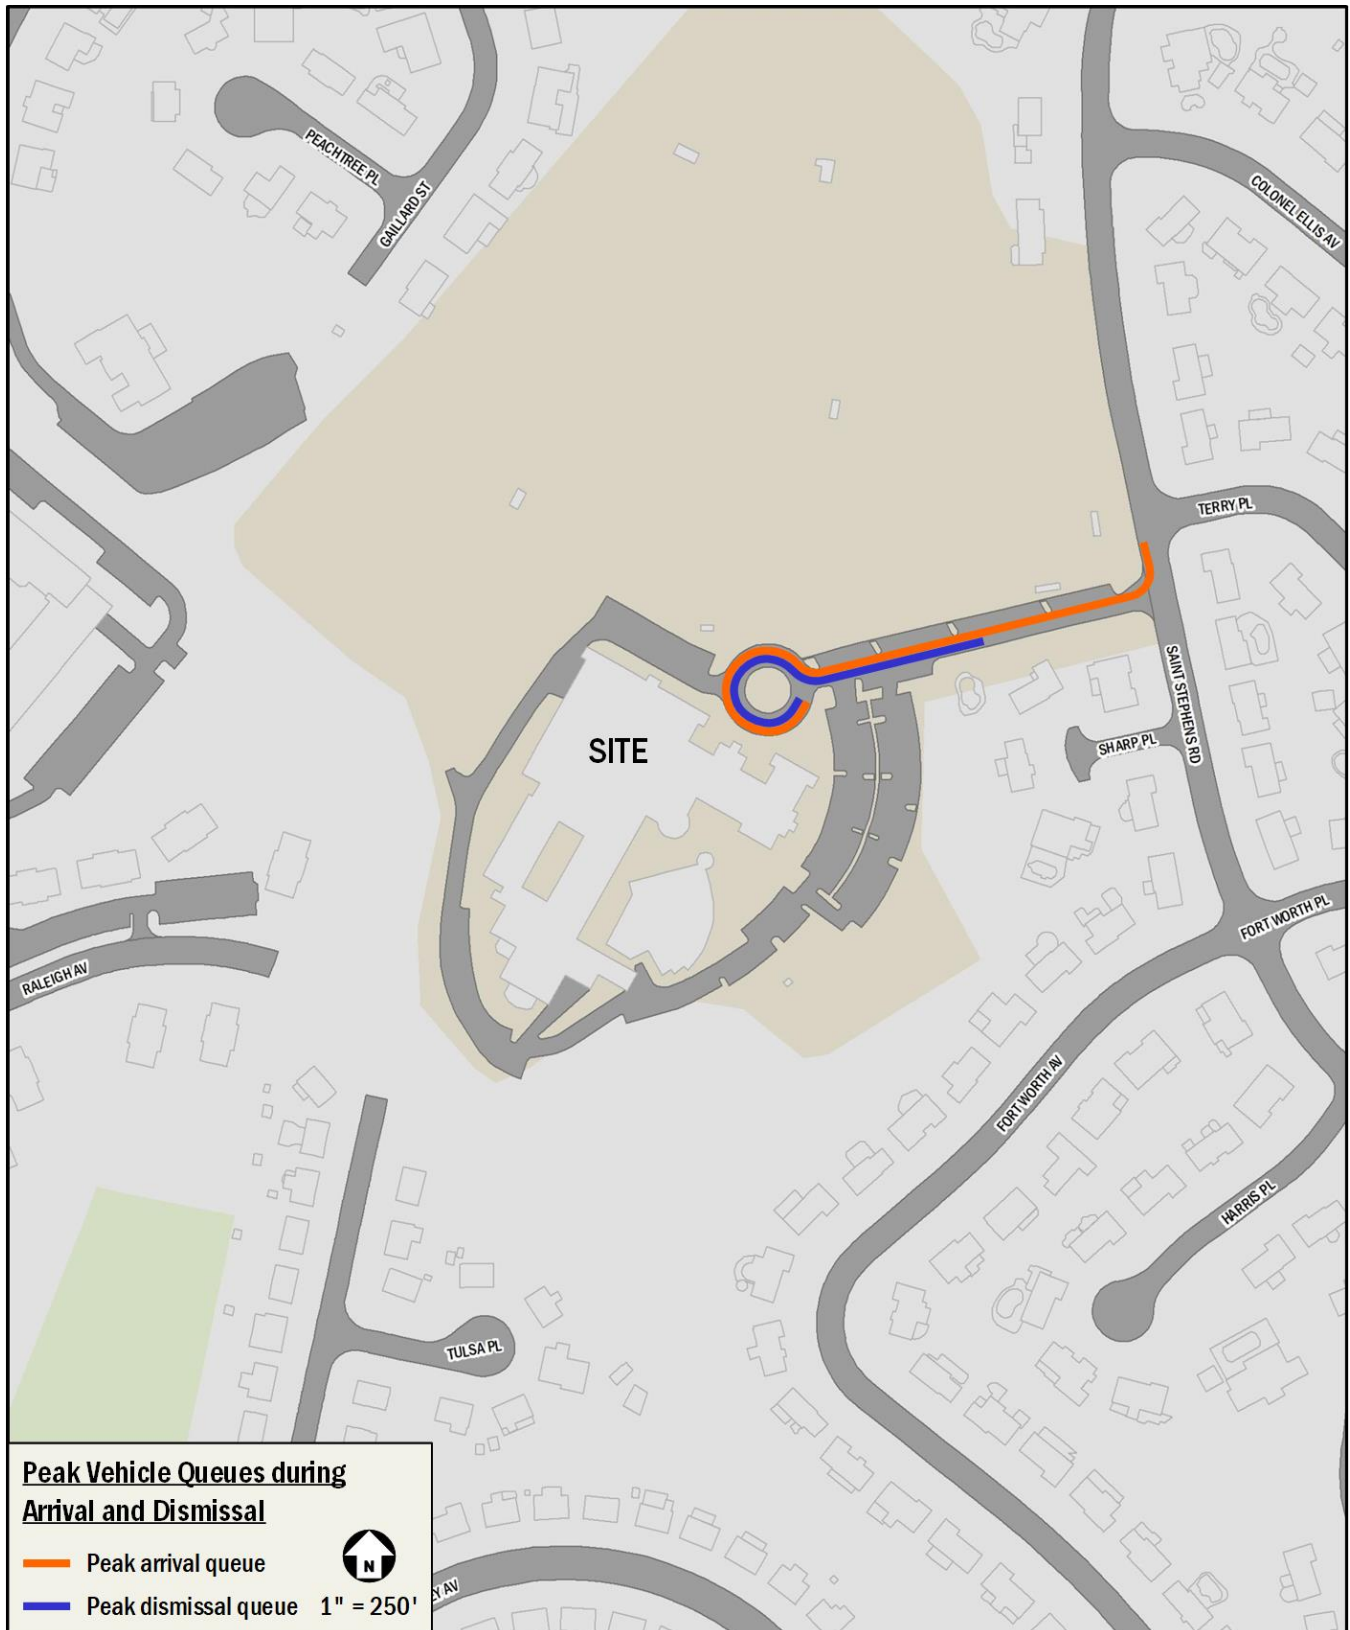 PEACHTREE PL
GAILLARD ST
COLONEL ELLIS AV
TERRY PL
SAINT STEPHENS RD
SHARP PL
SITE
FORT WORTH PL
RALEIGH AV
FORT WORTH AV
HARRIS PL
TULSA PL
Peak Vehicle Queues during
Arrival and Dismissal
N
Peak arrival queue
Peak dismissal queue 1" = 250'
Y AV